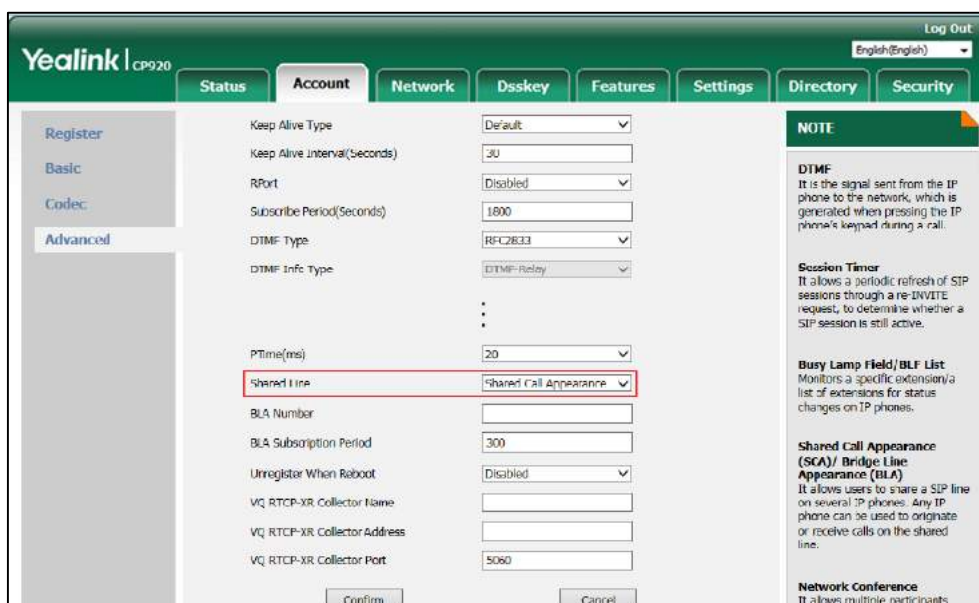 Log Out
Yealink | CP920
English(English)
Status Account Network Dsskey Features Settings Directory Security
Register
Basic
Codec
Advanced
Keep Alive Type Default
Keep Alive Interval(Seconds) 30
RPort Disabled
Subscribe Period(Seconds) 1800
DTMF Type RFC2833
DTMF Info Type DTMF-Relay
PTime(ms) 20
Shared Line Shared Call Appearance
BLA Number
BLA Subscription Period 300
Unregister When Reboot Disabled
VQ RTCP-XR Collector Name
VQ RTCP-XR Collector Address
VQ RTCP-XR Collector Port 5060
Confirm Cancel
NOTE
DTMF
It is the signal sent from the IP
phone to the network, which is
generated when pressing the IP
phone's keypad during a call.
Session Timer
It allows a periodic refresh of SIP
sessions through a re-INVITE
request, to determine whether a
SIP session is still active.
Busy Lamp Field/BLF List
Monitors a specific extension/a
list of extensions for status
changes on IP phones.
Shared Call Appearance
(SCA)/ Bridge Line
Appearance (BLA)
It allows users to share a SIP line
on several IP phones. Any IP
phone can be used to originate
or receive calls on the shared
line.
Network Conference
It allows multiple participants